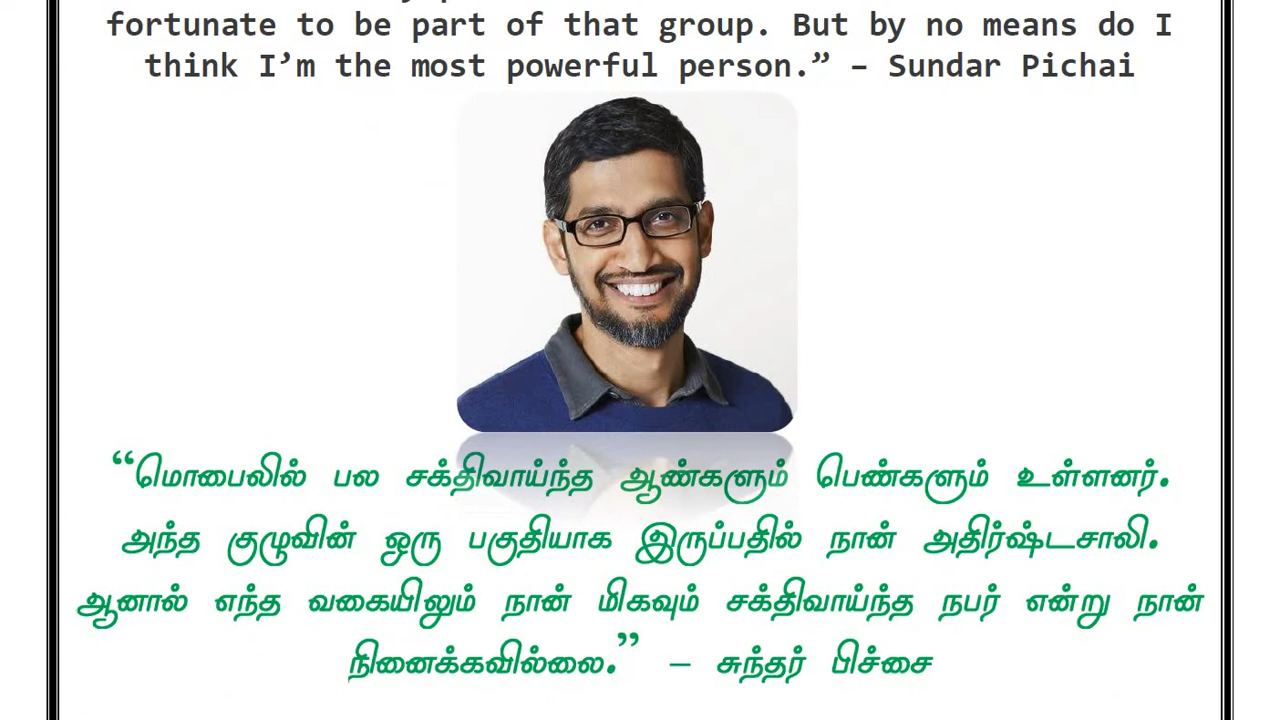 fortunate to be part of that group. But by no means do I
think I’m the most powerful person.” – Sundar Pichai
“மொபைலில் பல சக்திவாய்ந்த ஆண்களும் பெண்களும் உள்ளனர்.
அந்த குழுவின் ஒரு பகுதியாக இருப்பதில் நான் அதிர்ஷ்டசாலி.
ஆனால் எந்த வகையிலும் நான் மிகவும் சக்திவாய்ந்த நபர் என்று நான்
நினைக்கவில்லை.” – சுந்தர் பிச்சை